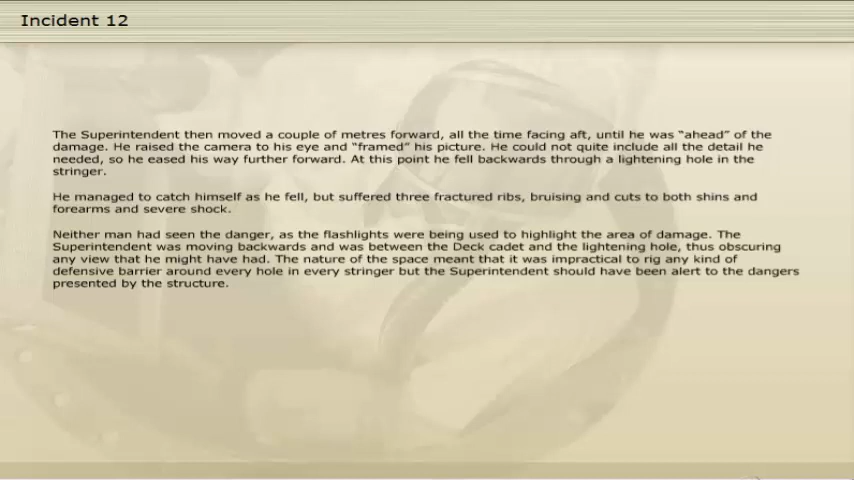 Incident 12
The Superintendent then moved a couple of metres forward, all the time facing aft, until he was “ahead” of the
damage. He raised the camera to his eye and “framed” his picture. He could not quite include all the detail he
needed, so he eased his way further forward. At this point he fell backwards through a lightening hole in the
stringer.
He managed to catch himself as he fell, but suffered three fractured ribs, bruising and cuts to both shins and
forearms and severe shock.
Neither man had seen the danger, as the flashlights were being used to highlight the area of damage. The
Superintendent was moving backwards and was between the Deck cadet and the lightening hole, thus obscuring
any view that he might have had. The nature of the space meant that it was impractical to rig any kind of
defensive barrier around every hole in every stringer but the Superintendent should have been alert to the dangers
presented by the structure.